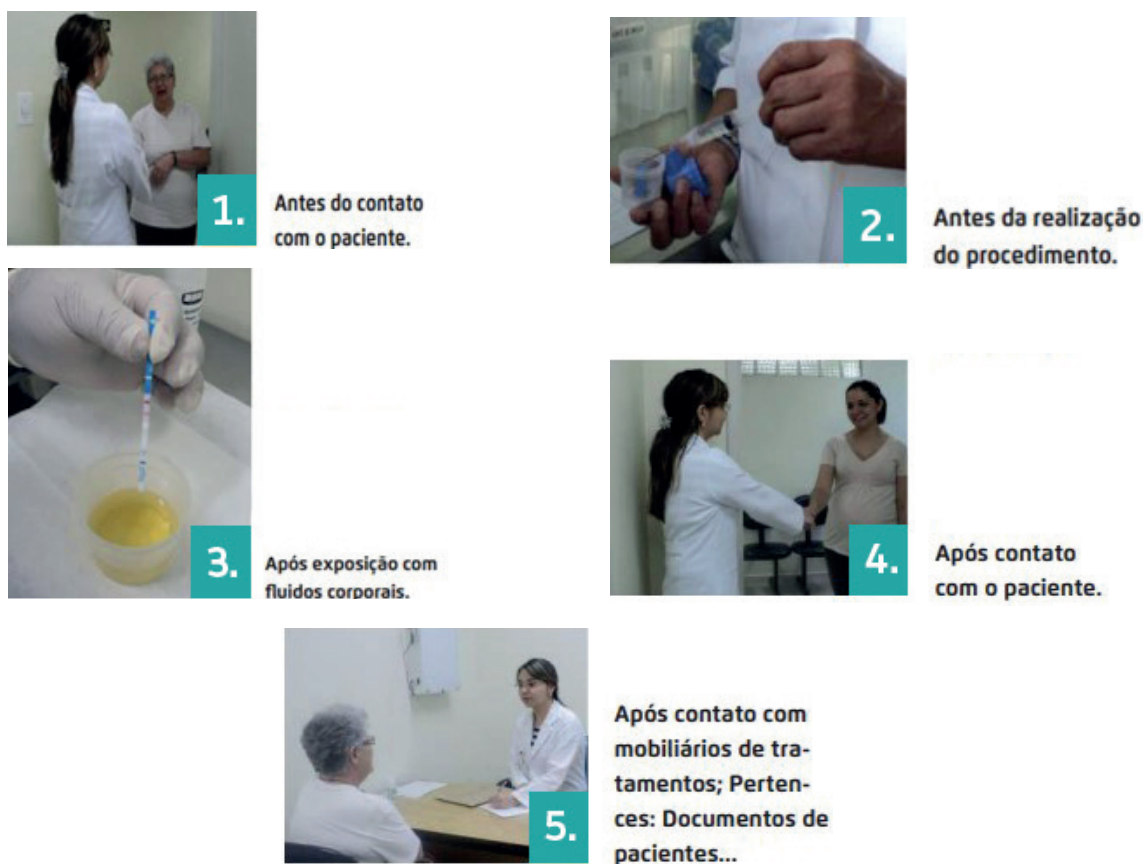 1.
Antes do contato
com o paciente.
2.
Antes da realização
do procedimento.
3.
Após exposição com
fluidos corporais.
4.
Após contato
com o paciente.
5.
Após contato com
mobiliários de tra-
tamentos; Perten-
ces: Documentos de
pacientes...